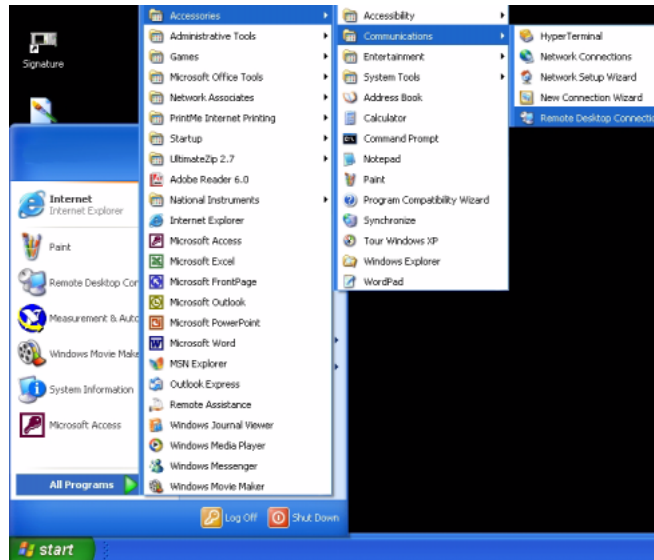 Signature
Internet
Internet Explorer
Paint
Remote Desktop Cor
Measurement & Auto
Windows Movie Make
System Information
Microsoft Access
All Programs
Accessories
Administrative Tools
Games
Microsoft Office Tools
Network Associates
PrintMe Internet Printing
Startup
UltimateZip 2.7
Adobe Reader 6.0
National Instruments
Internet Explorer
Microsoft Access
Microsoft Excel
Microsoft FrontPage
Microsoft Outlook
Microsoft PowerPoint
Microsoft Word
MSN Explorer
Outlook Express
Remote Assistance
Windows Journal Viewer
Windows Media Player
Windows Messenger
Windows Movie Maker
Accessibility
Communications
Entertainment
System Tools
Address Book
Calculator
Command Prompt
Notepad
Paint
Program Compatibility Wizard
Synchronize
Tour Windows XP
Windows Explorer
WordPad
HyperTerminal
Network Connections
Network Setup Wizard
New Connection Wizard
Remote Desktop Connectio
Log Off
Shut Down
start